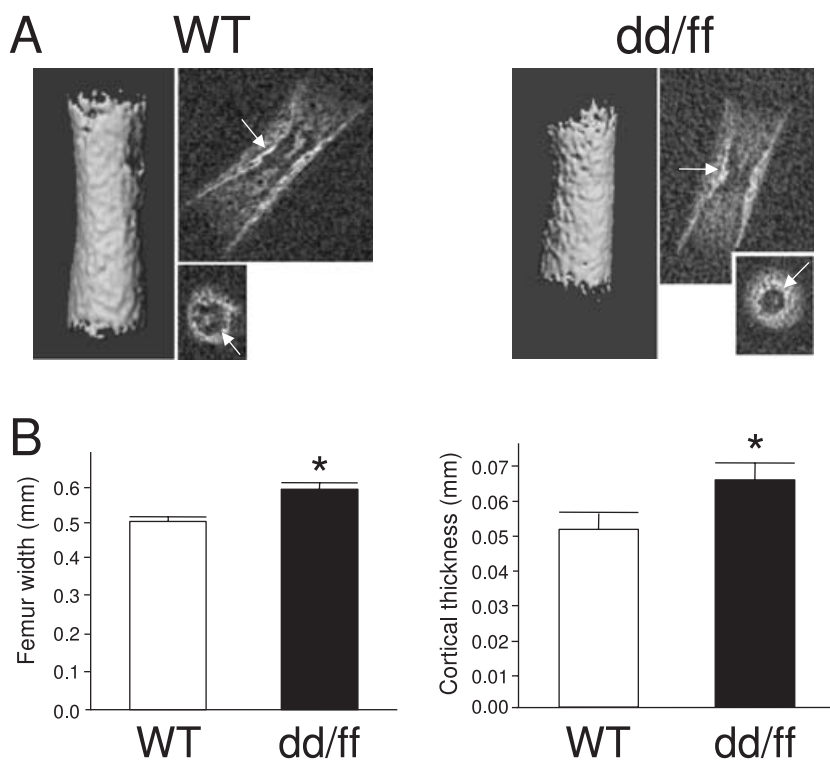 A
WT
dd/ff
B
Femur width (mm)
0.6
0.5
0.4
0.3
0.2
0.1
0.0
*
WT
dd/ff
Cortical thickness (mm)
0.07
0.06
0.05
0.04
0.03
0.02
0.01
0.00
*
WT
dd/ff